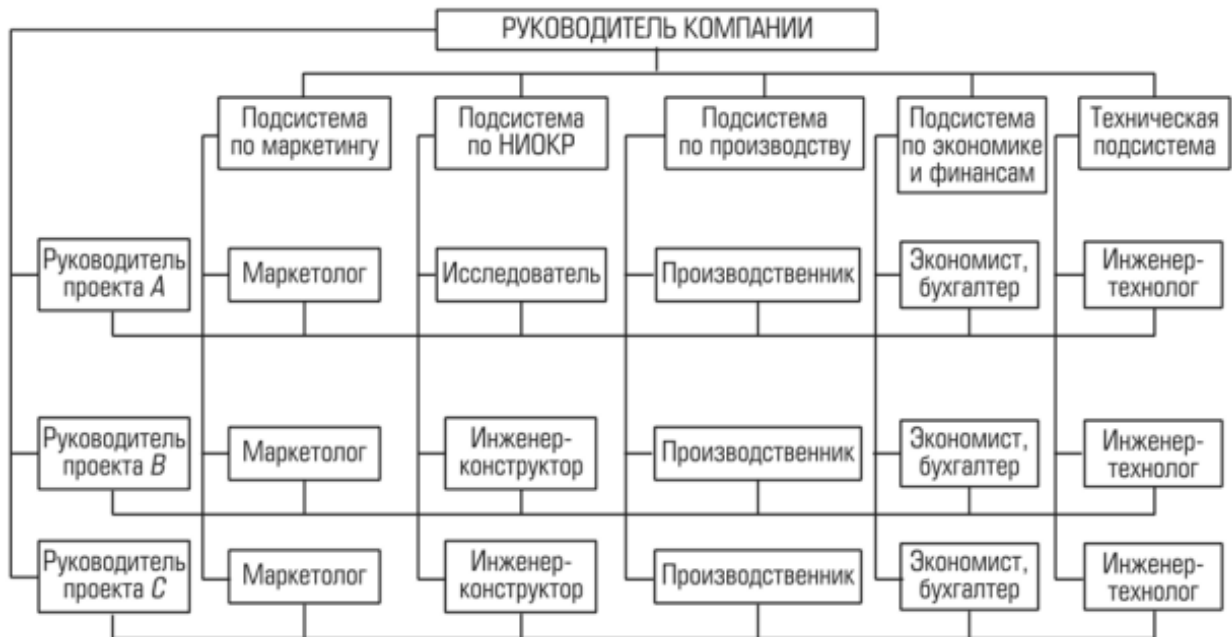 РУКОВОДИТЕЛЬ КОМПАНИИ
Подсистема
по маркетингу
Подсистема
по НИОКР
Подсистема
по производству
Подсистема
по экономике
и финансам
Техническая
подсистема
Руководитель
проекта A
Маркетолог
Исследователь
Производственник
Экономист,
бухгалтер
Инженер-
технолог
Руководитель
проекта B
Маркетолог
Инженер-
конструктор
Производственник
Экономист,
бухгалтер
Инженер-
технолог
Руководитель
проекта C
Маркетолог
Инженер-
конструктор
Производственник
Экономист,
бухгалтер
Инженер-
технолог